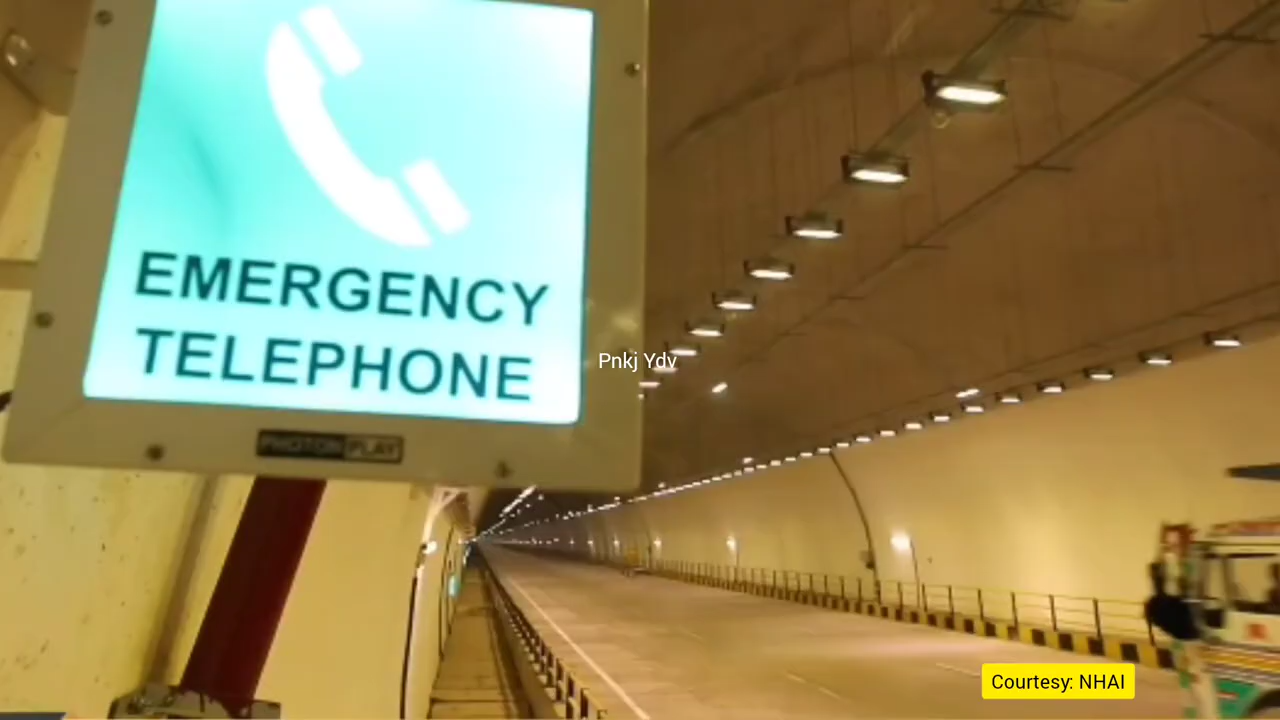 EMERGENCY
TELEPHONE
Pnkj Ydv
PHOTON PLAY
Courtesy: NHAI